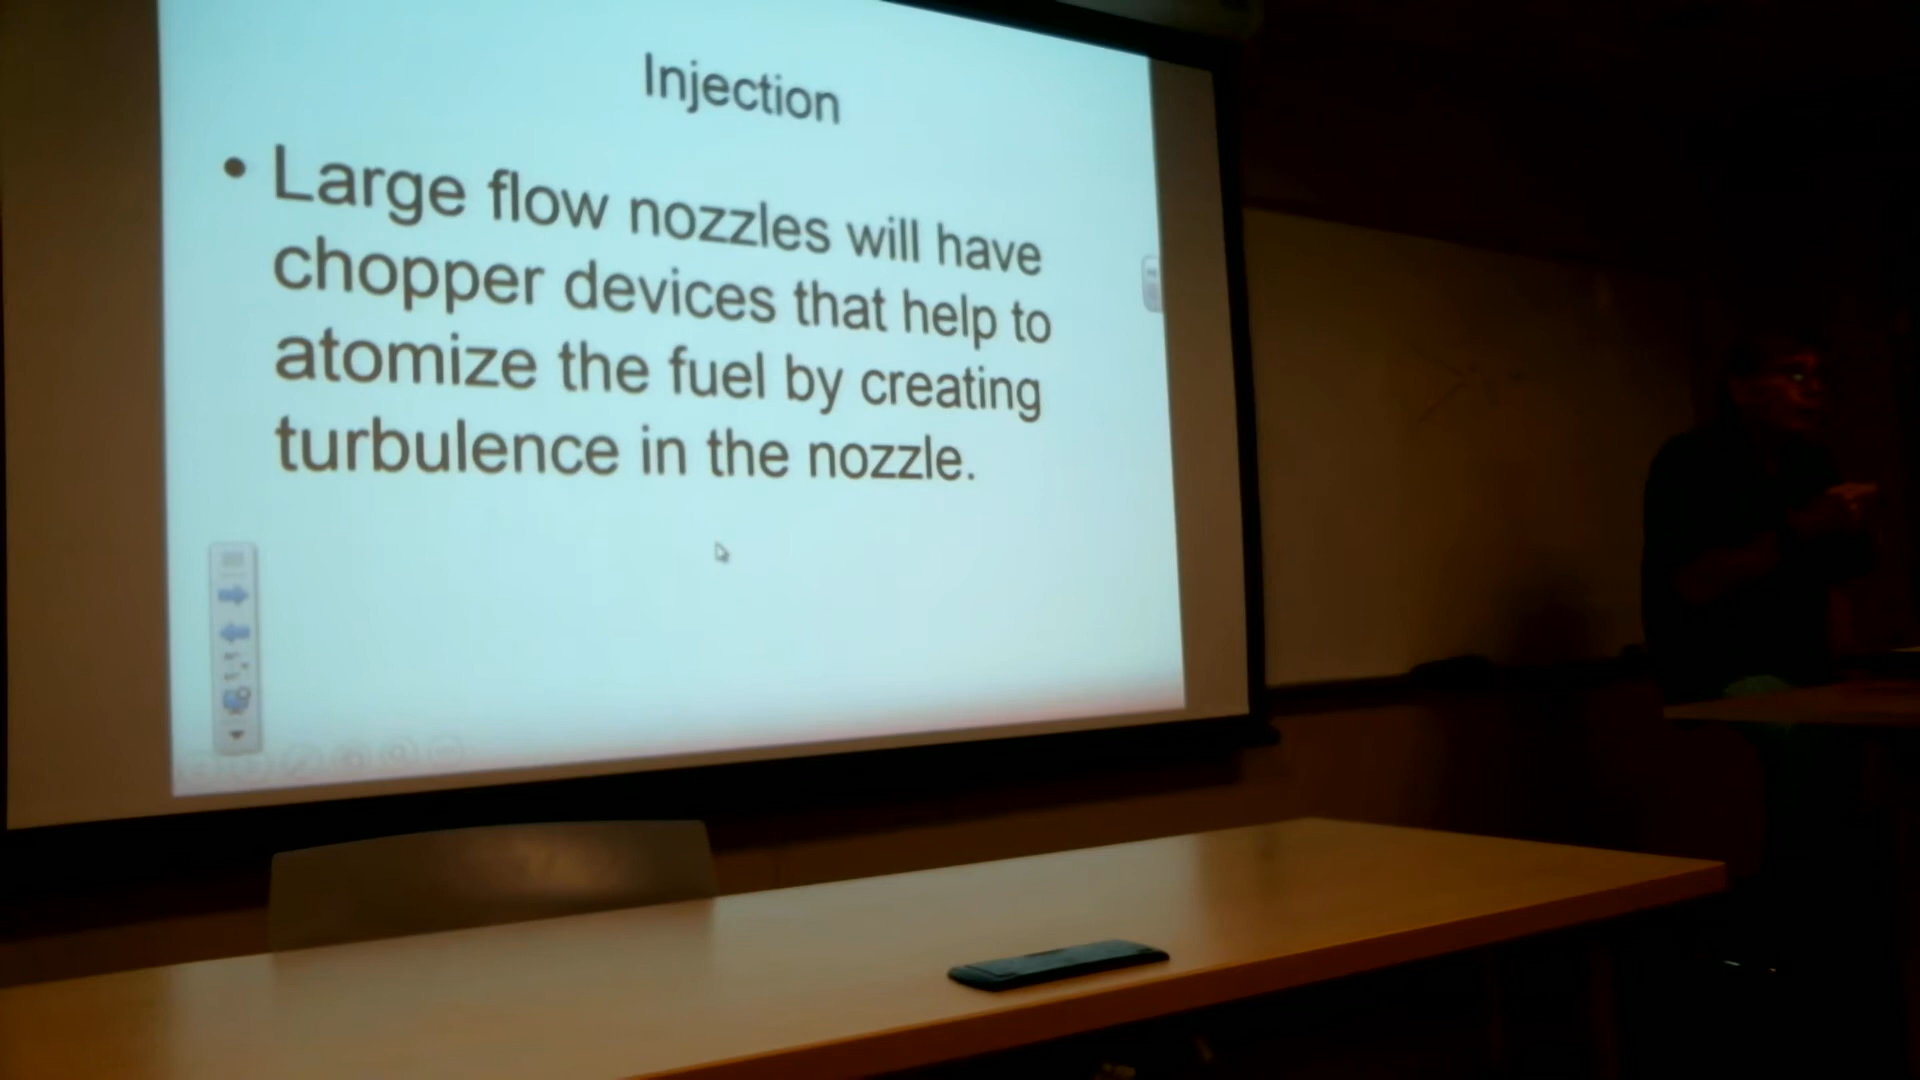 Injection
• Large flow nozzles will have
chopper devices that help to
atomize the fuel by creating
turbulence in the nozzle.